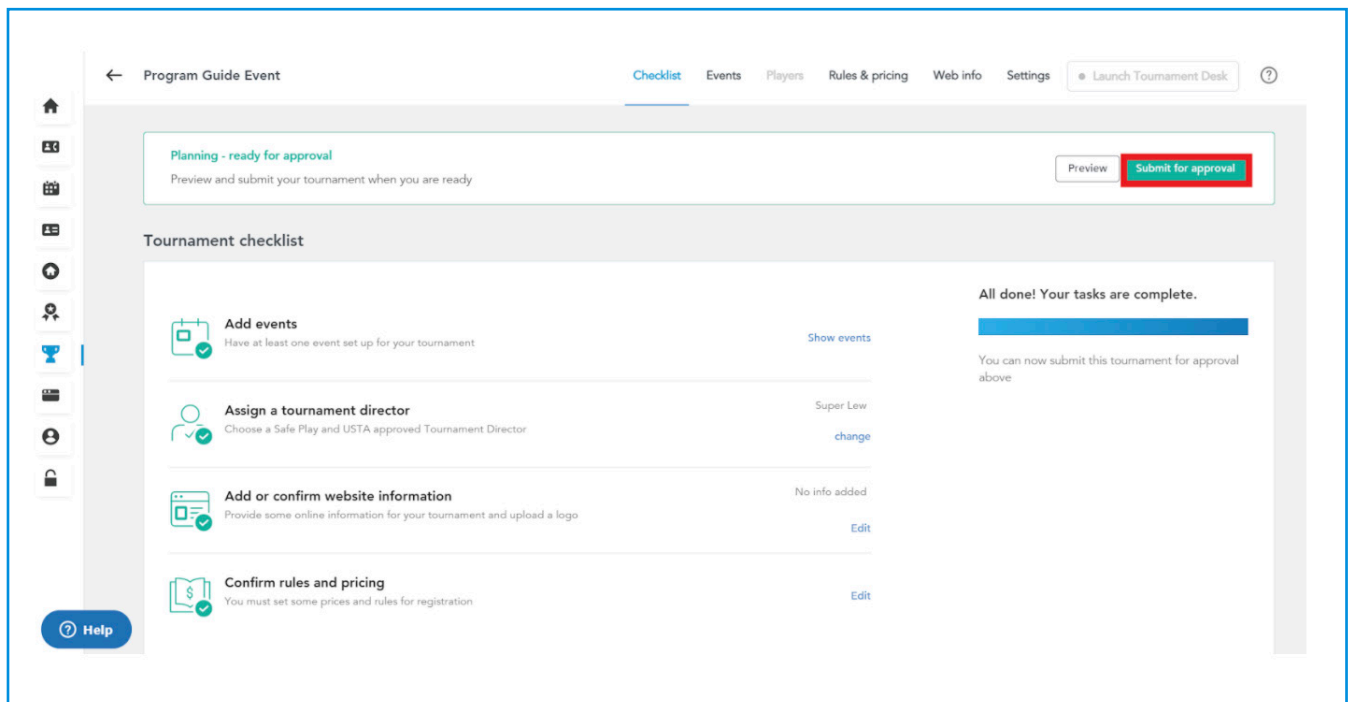 Program Guide Event
Checklist
Events
Players
Rules & pricing
Web info
Settings
Launch Tournament Desk
?
Planning - ready for approval
Preview and submit your tournament when you are ready
Preview
Submit for approval
Tournament checklist
Add events
Have at least one event set up for your tournament
Show events
Assign a tournament director
Choose a Safe Play and USTA approved Tournament Director
Super Lew
change
Add or confirm website information
Provide some online information for your tournament and upload a logo
No info added
Edit
Confirm rules and pricing
You must set some prices and rules for registration
Edit
All done! Your tasks are complete.
You can now submit this tournament for approval
above
? Help